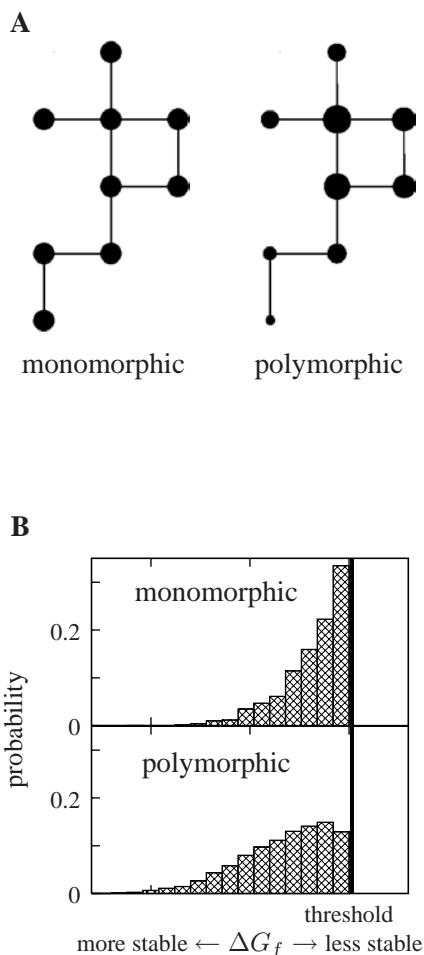 A
monomorphic polymorphic
B
monomorphic
0.2
0
polymorphic
0.2
0
probability
threshold
more stable ← ΔG_f → less stable